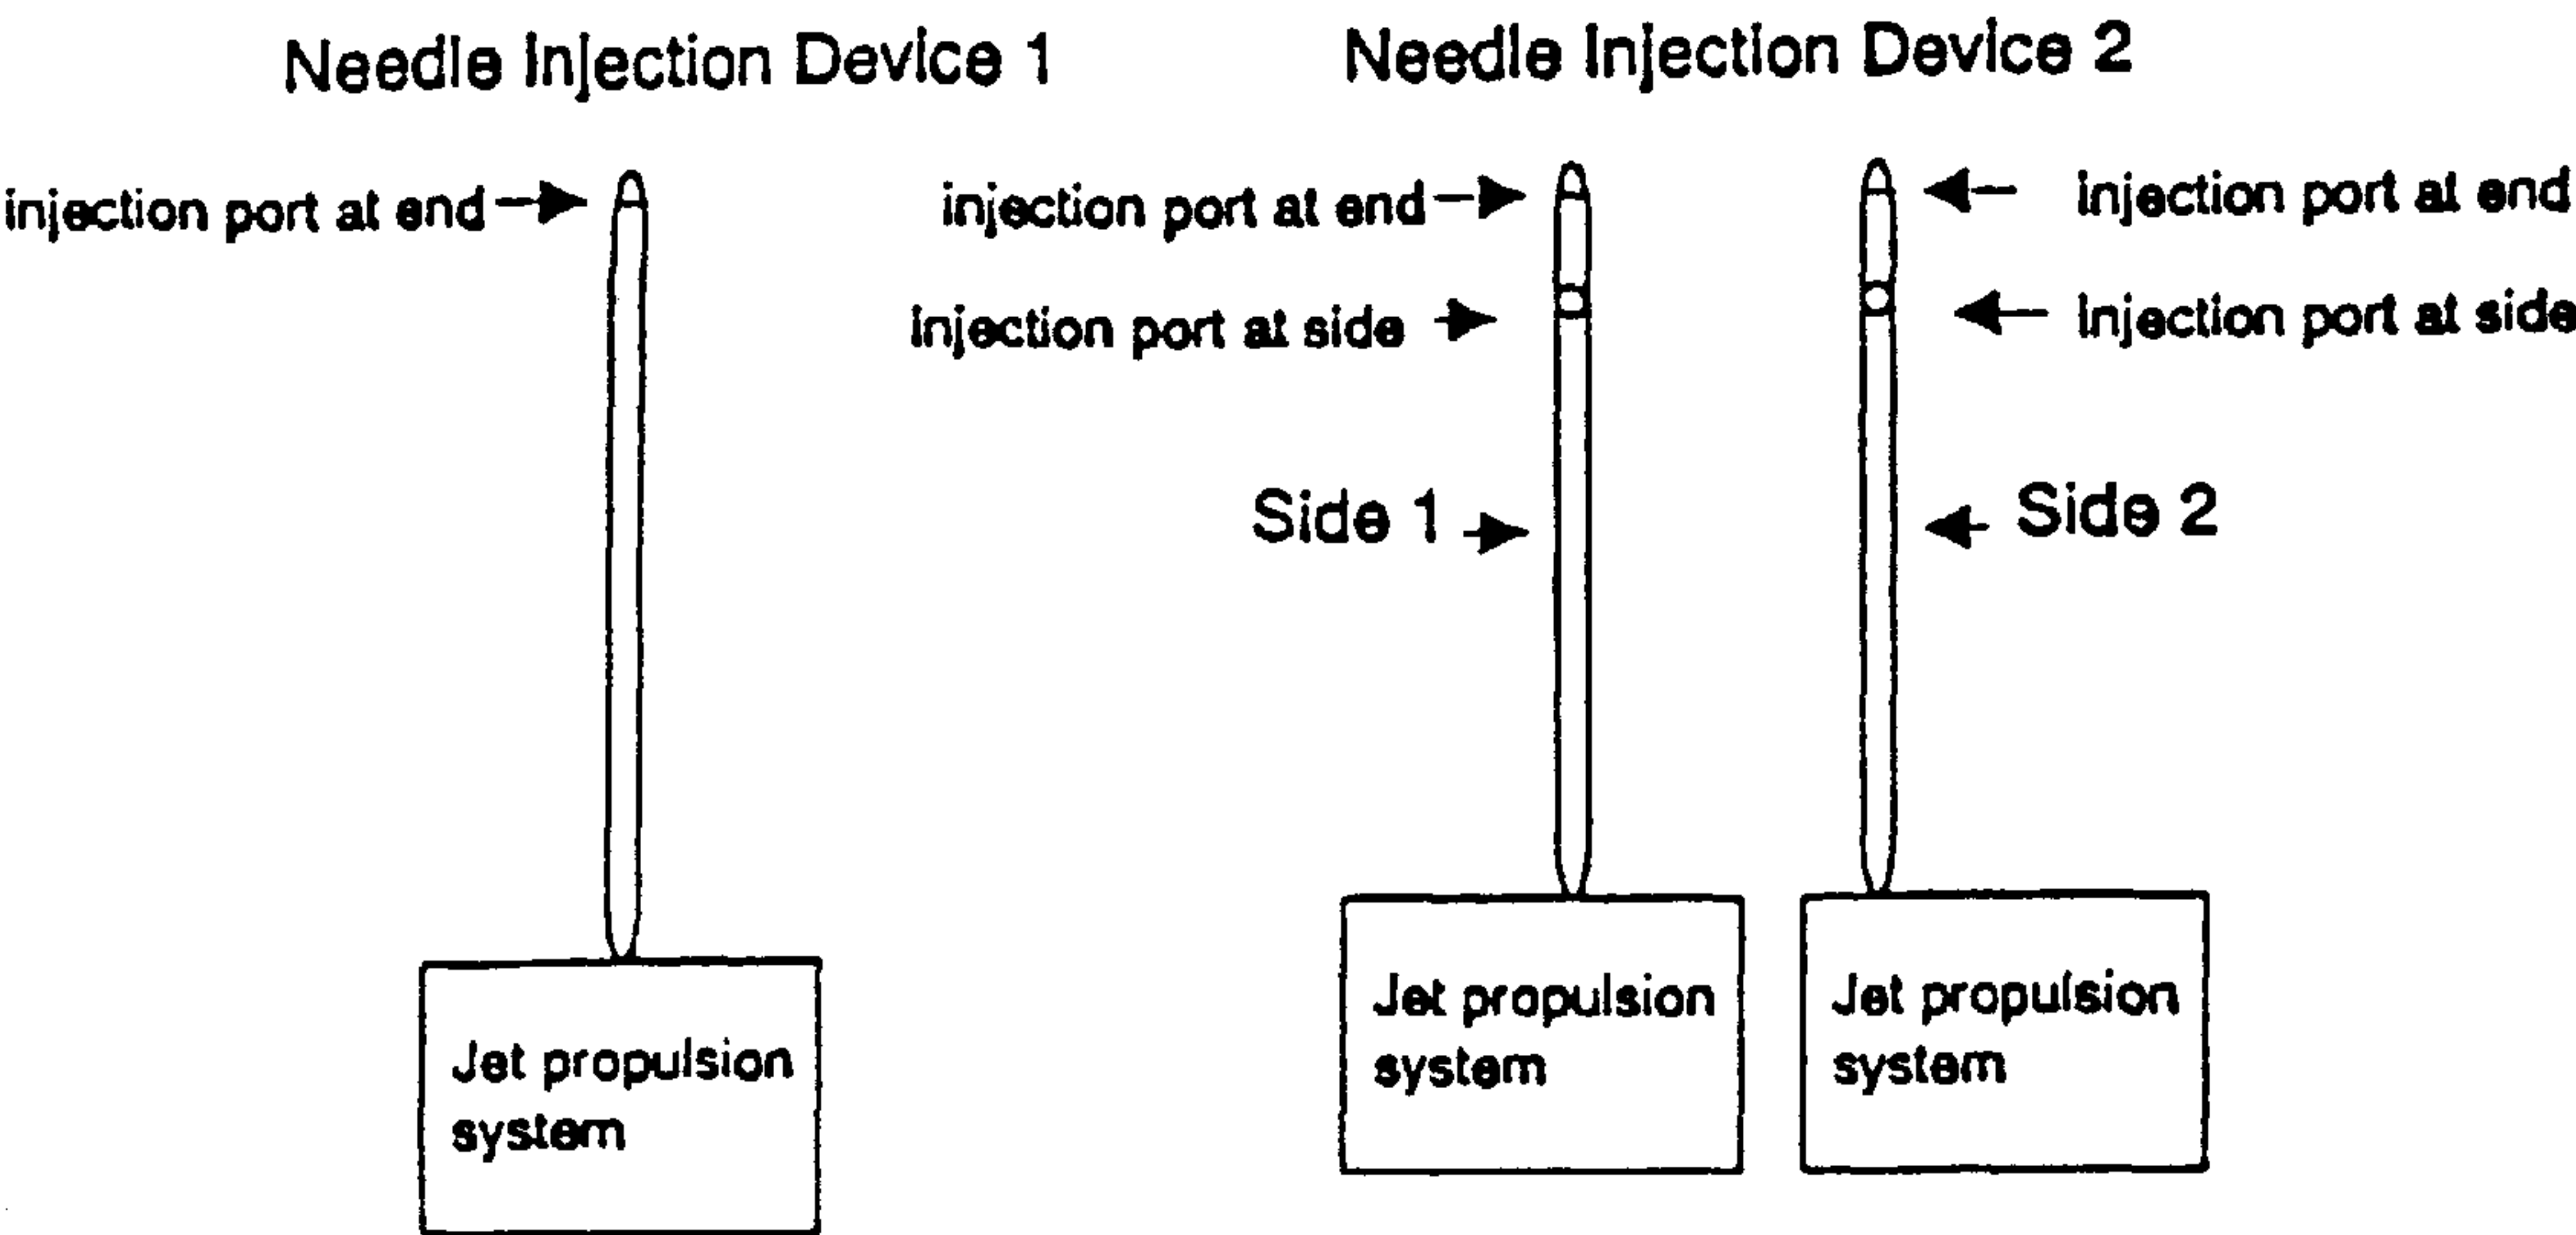 Needle Injection Device 1
Needle Injection Device 2
injection port at end
injection port at end
injection port at end
Injection port at side
Injection port at side
Side 1
Side 2
Jet propulsion
system
Jet propulsion
system
Jet propulsion
system